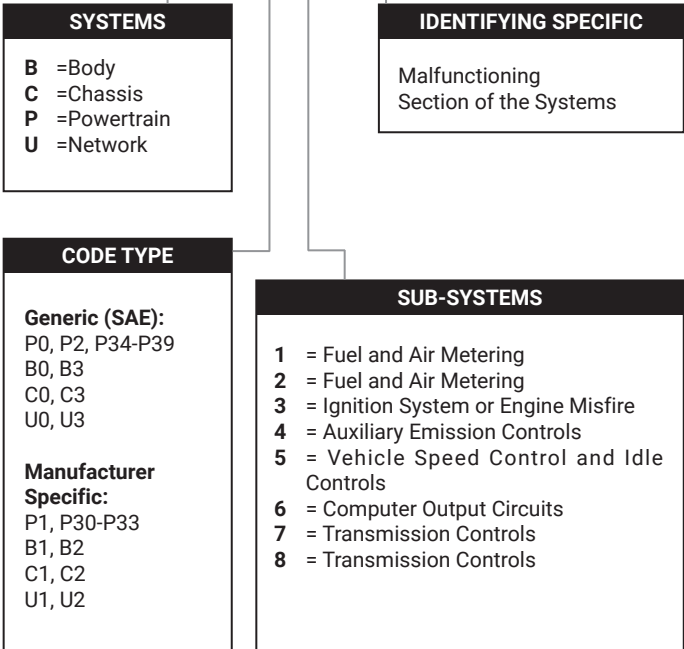 SYSTEMS
B =Body
C =Chassis
P =Powertrain
U =Network
IDENTIFYING SPECIFIC
Malfunctioning
Section of the Systems
CODE TYPE
Generic (SAE):
P0, P2, P34-P39
B0, B3
C0, C3
U0, U3
Manufacturer
Specific:
P1, P30-P33
B1, B2
C1, C2
U1, U2
SUB-SYSTEMS
1 = Fuel and Air Metering
2 = Fuel and Air Metering
3 = Ignition System or Engine Misfire
4 = Auxiliary Emission Controls
5 = Vehicle Speed Control and Idle
Controls
6 = Computer Output Circuits
7 = Transmission Controls
8 = Transmission Controls